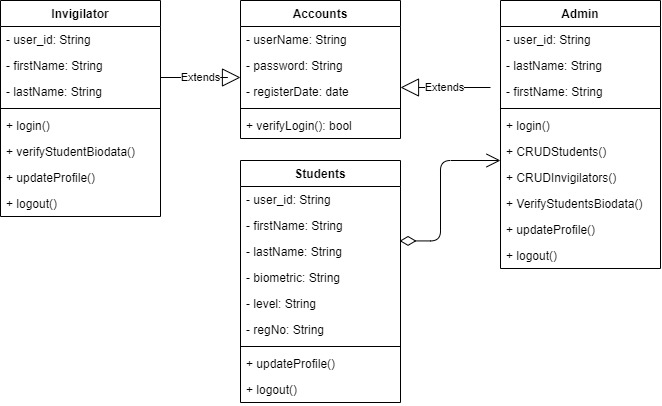 Invigilator
- user_id: String
- firstName: String
- lastName: String
+ login()
+ verifyStudentBiodata()
+ updateProfile()
+ logout()
Extends
Accounts
- userName: String
- password: String
- registerDate: date
+ verifyLogin(): bool
Extends
Admin
- user_id: String
- lastName: String
- firstName: String
+ login()
+ CRUDStudents()
+ CRUDInvigilators()
+ VerifyStudentsBiodata()
+ updateProfile()
+ logout()
Students
- user_id: String
- firstName: String
- lastName: String
- biometric: String
- level: String
- regNo: String
+ updateProfile()
+ logout()